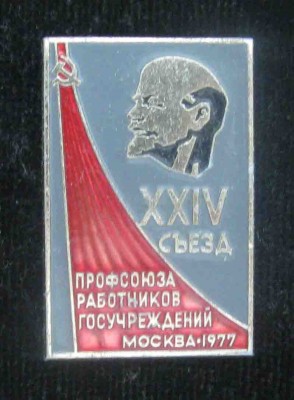 XXIV
СЪЕЗД
ПРОФСОЮЗА
РАБОТНИКОВ
ГОСУЧРЕЖДЕНИЙ
МОСКВА·1977